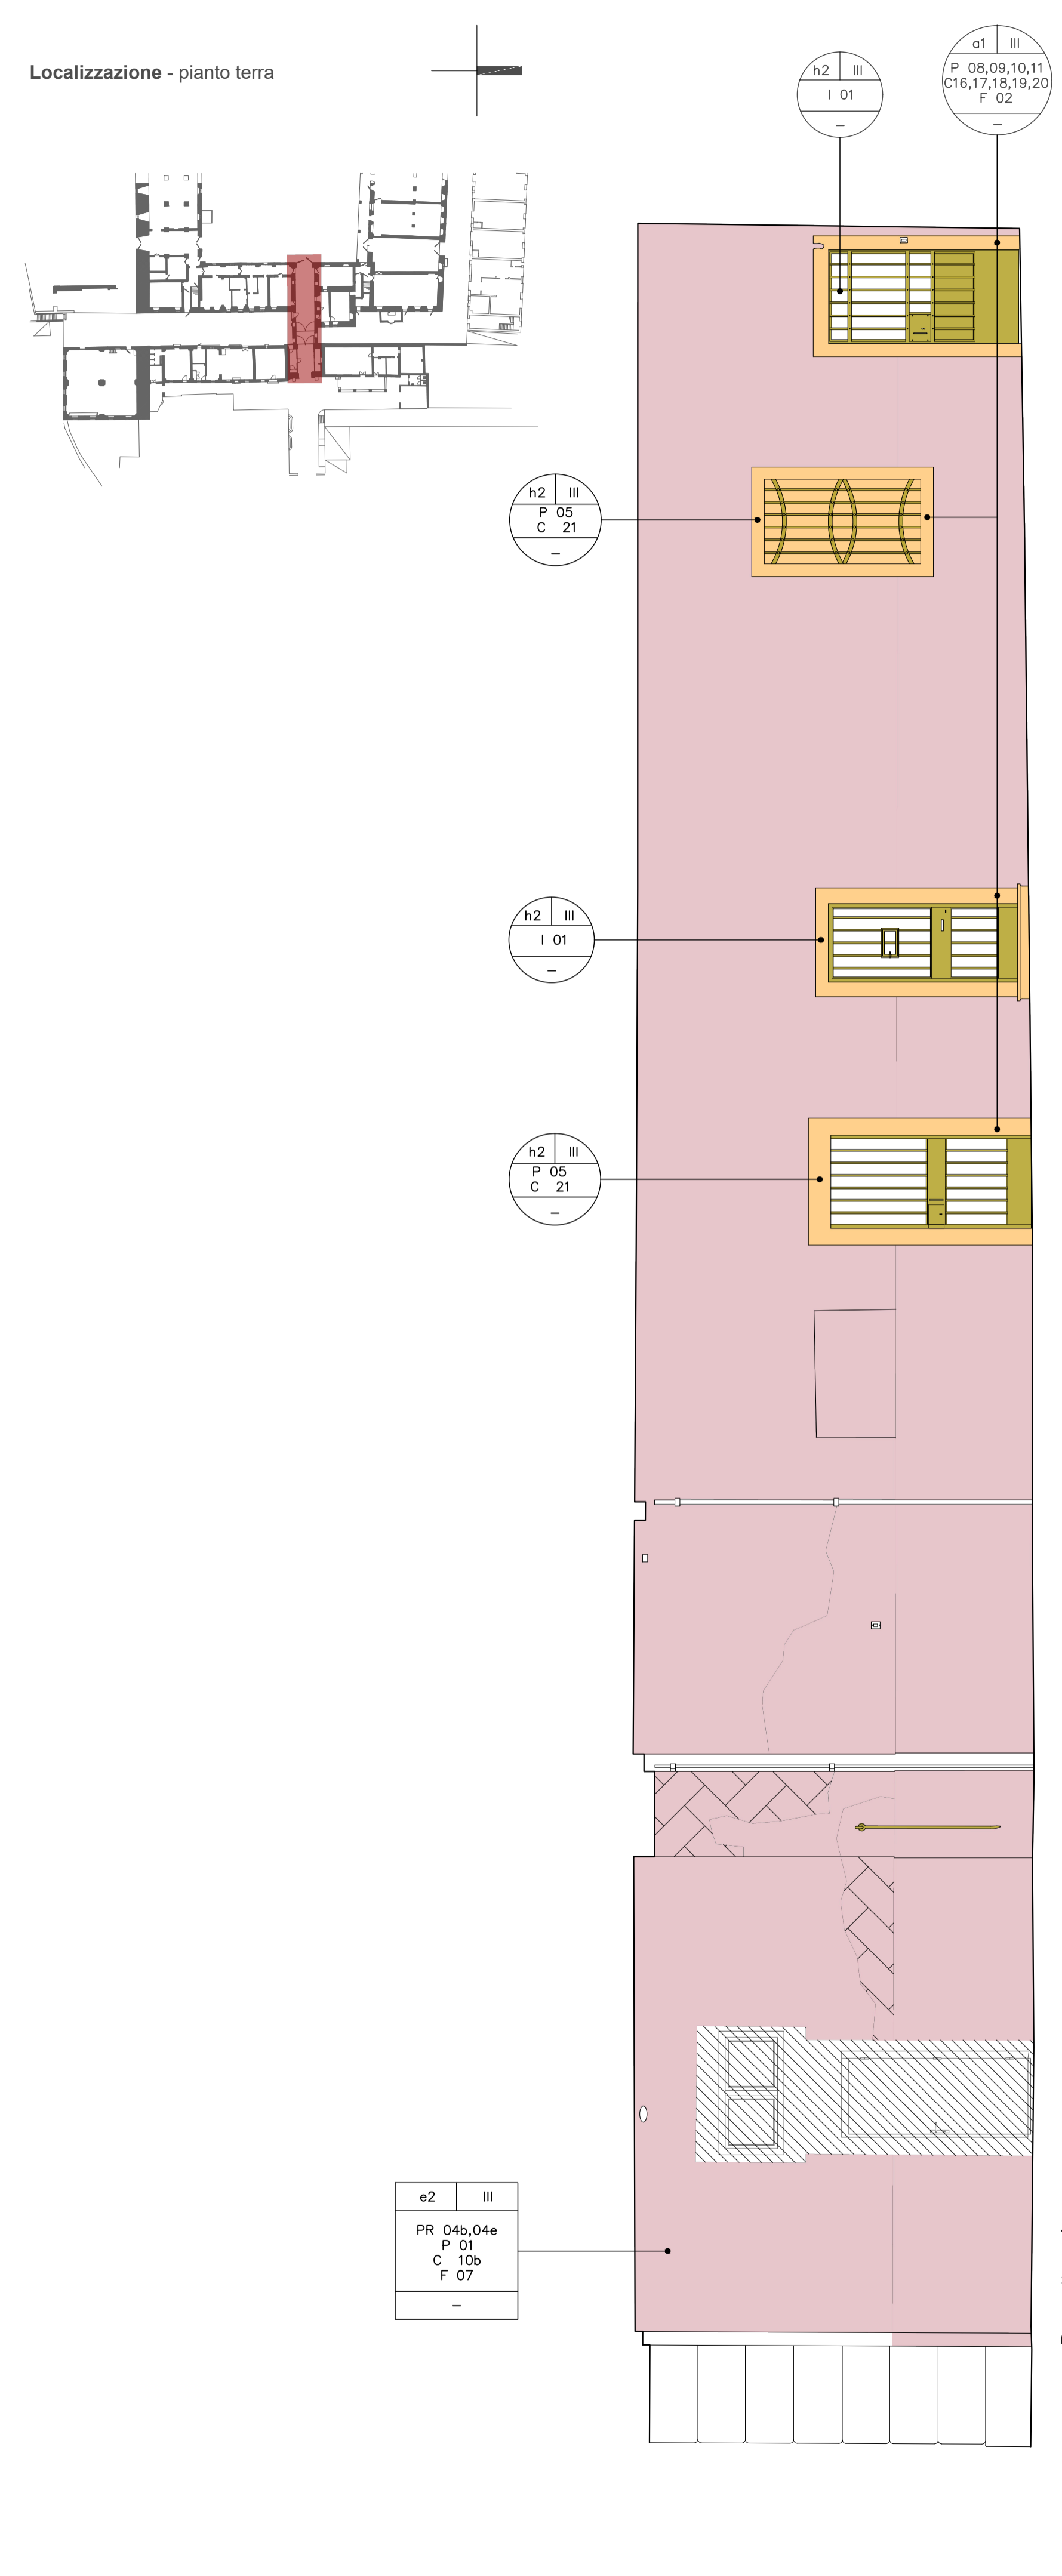 Localizzazione - pianto terra
h2 III
I 01
–
a1 III
P 08,09,10,11
C16,17,18,19,20
F 02
–
h2 III
P 05
C 21
–
h2 III
I 01
–
h2 III
P 05
C 21
–
e2 III
PR 04b,04e
P 01
C 10b
F 07
–